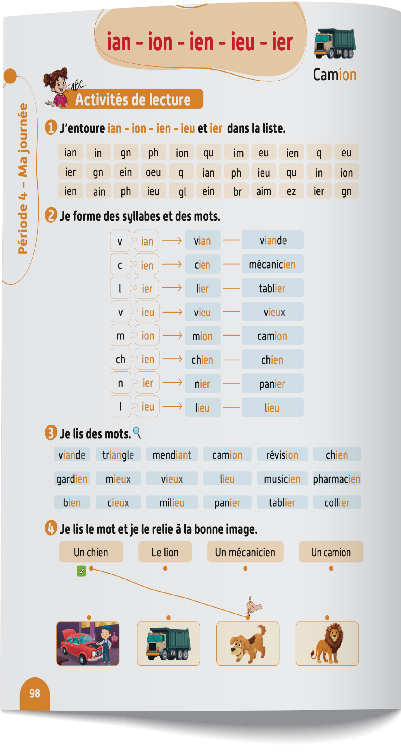 ian – ion – ien – ieu – ier
Camion
ABC
Activités de lecture
Période 4 – Ma journée
1 J'entoure ian – ion – ien – ieu et ier dans la liste.
ian in gn ph ion qu im eu ien q eu
ier gn ein oeu q ian ph ieu qu in ion
ien ain ph ieu gl ein br aim ez ier gn
2 Je forme des syllabes et des mots.
v ian vian viande
c ien cien mécanicien
l ier lier tablier
v ieu vieu vieux
m ion mion camion
ch ien chien chien
n ier nier panier
l ieu lieu lieu
3 Je lis des mots.
viande triangle mendiant camion révision chien
gardien mieux vieux lieu musicien pharmacien
bien cieux milieu panier tablier collier
4 Je lis le mot et je le relie à la bonne image.
Un chien Le lion Un mécanicien Un camion
98